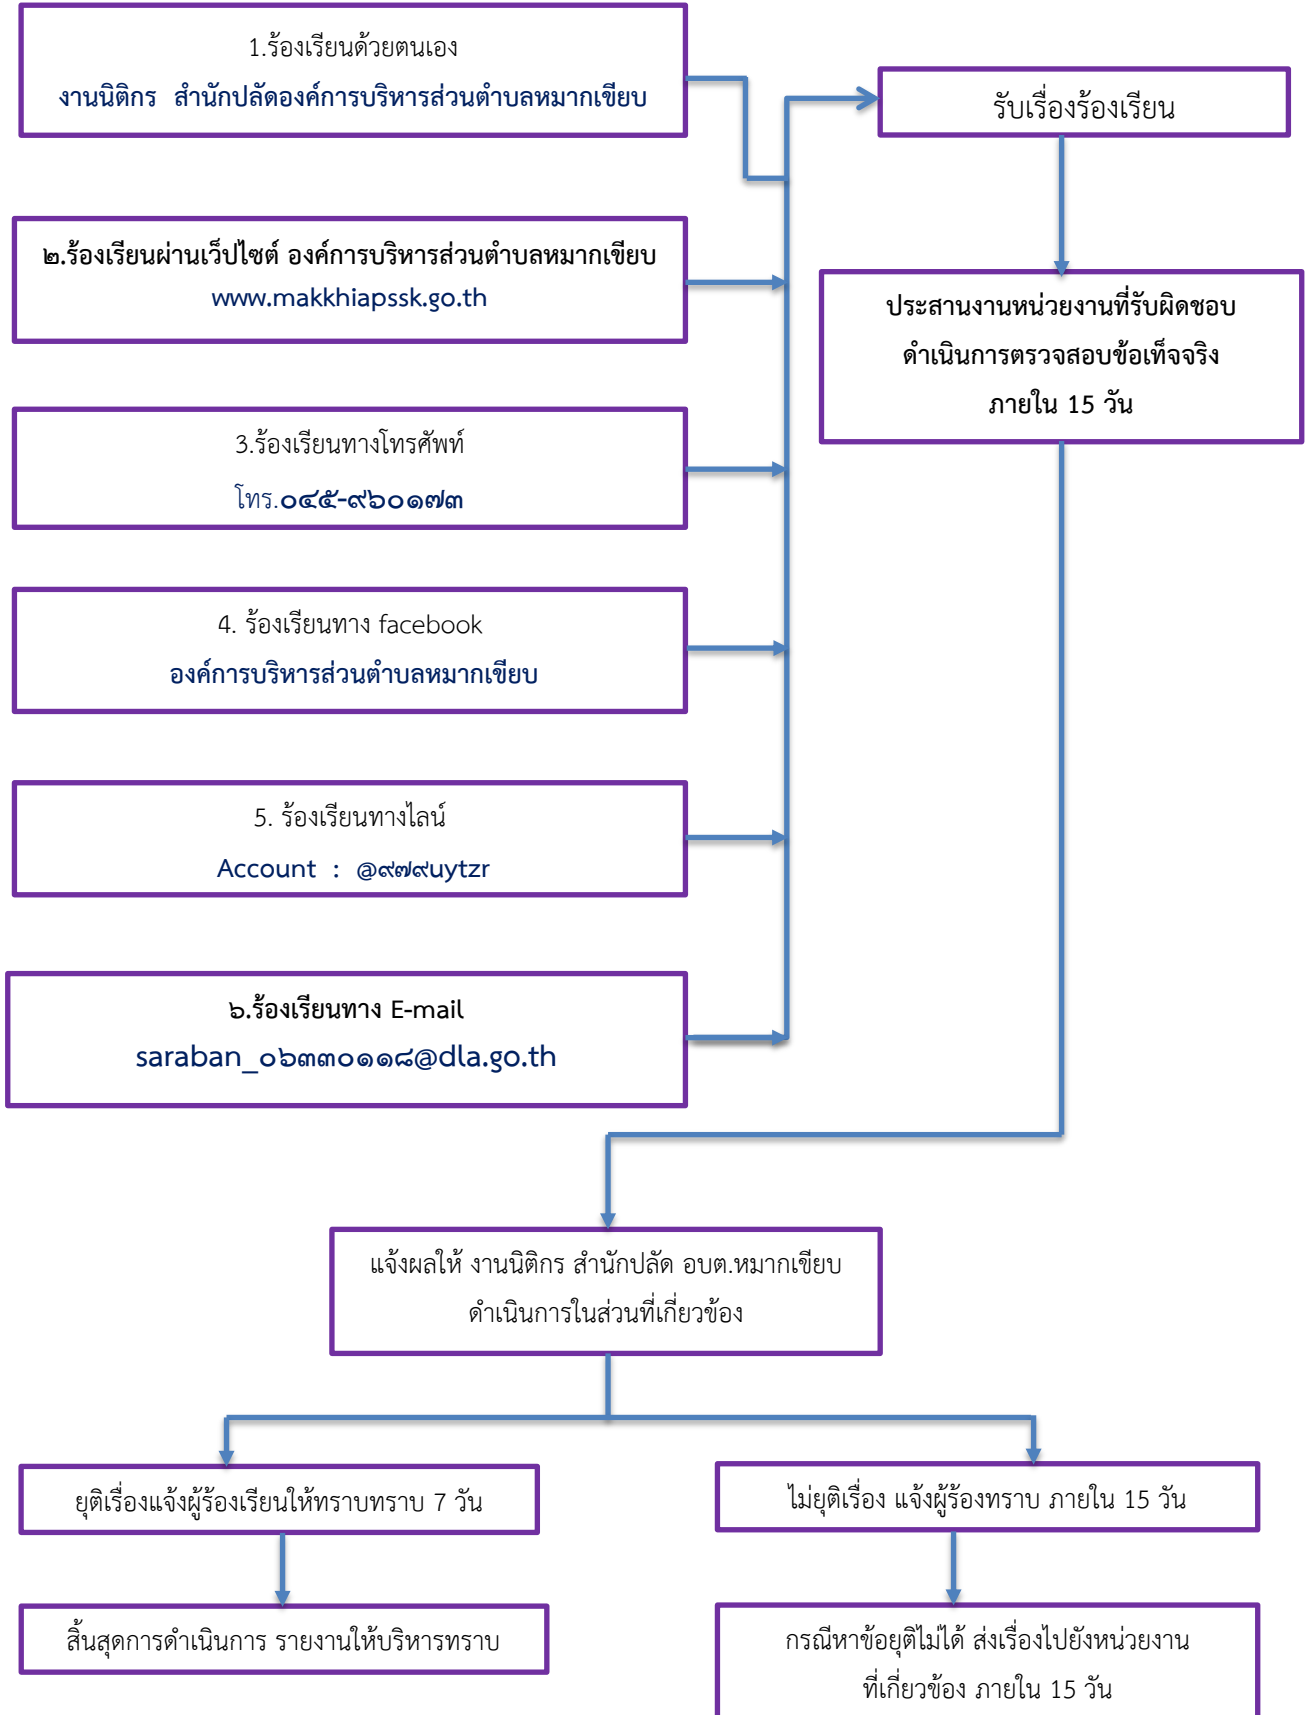 1.ร้องเรียนด้วยตนเอง
งานนิติกร สำนักปลัดองค์การบริหารส่วนตำบลหมากเขียบ
รับเรื่องร้องเรียน
๒.ร้องเรียนผ่านเว็ปไซต์ องค์การบริหารส่วนตำบลหมากเขียบ
www.makkhiapssk.go.th
ประสานงานหน่วยงานที่รับผิดชอบ
ดำเนินการตรวจสอบข้อเท็จจริง
ภายใน 15 วัน
3.ร้องเรียนทางโทรศัพท์
โทร.๐๔๕-๙๖๐๑๗๓
4. ร้องเรียนทาง facebook
องค์การบริหารส่วนตำบลหมากเขียบ
5. ร้องเรียนทางไลน์
Account : @๙๗๙uytzr
๖.ร้องเรียนทาง E-mail
saraban_๐๖๓๓๐๑๑๘@dla.go.th
แจ้งผลให้ งานนิติกร สำนักปลัด อบต.หมากเขียบ
ดำเนินการในส่วนที่เกี่ยวข้อง
ยุติเรื่องแจ้งผู้ร้องเรียนให้ทราบทราบ 7 วัน
ไม่ยุติเรื่อง แจ้งผู้ร้องทราบ ภายใน 15 วัน
สิ้นสุดการดำเนินการ รายงานให้บริหารทราบ
กรณีหาข้อยุติไม่ได้ ส่งเรื่องไปยังหน่วยงาน
ที่เกี่ยวข้อง ภายใน 15 วัน